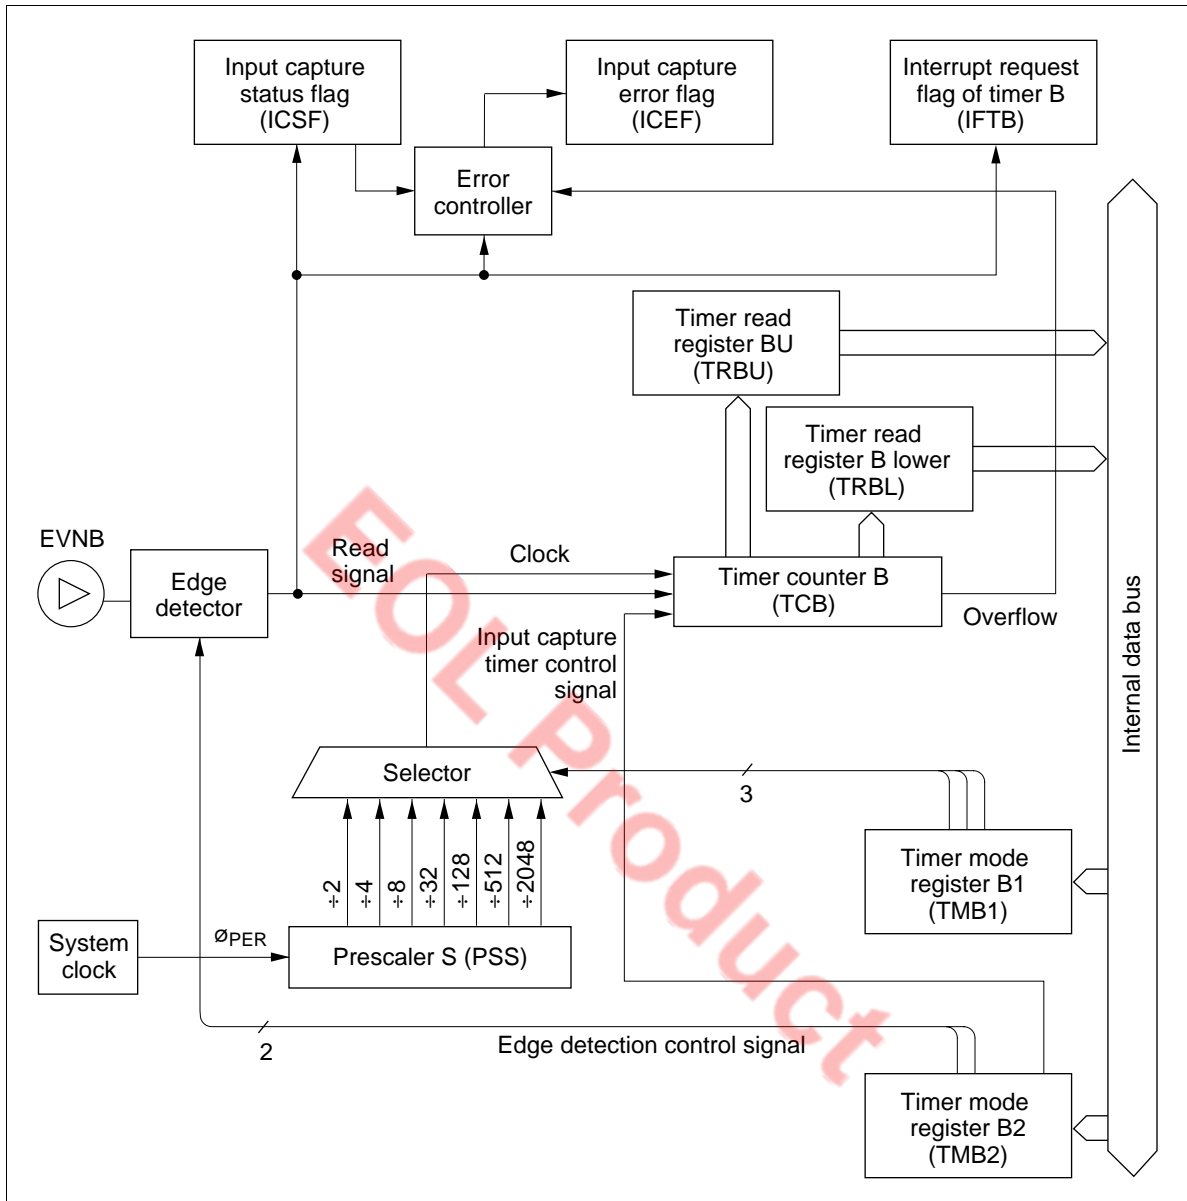 Input capture
status flag
(ICSF)
Input capture
error flag
(ICEF)
Interrupt request
flag of timer B
(IFTB)
Error
controller
Timer read
register BU
(TRBU)
Timer read
register B lower
(TRBL)
EVNB
Edge
detector
Read
signal
Clock
Timer counter B
(TCB)
Overflow
Input capture
timer control
signal
Internal data bus
Selector
3
÷2
÷4
÷8
÷32
÷128
÷512
÷2048
Timer mode
register B1
(TMB1)
System
clock
øPER
Prescaler S (PSS)
2
Edge detection control signal
Timer mode
register B2
(TMB2)
EOL Product